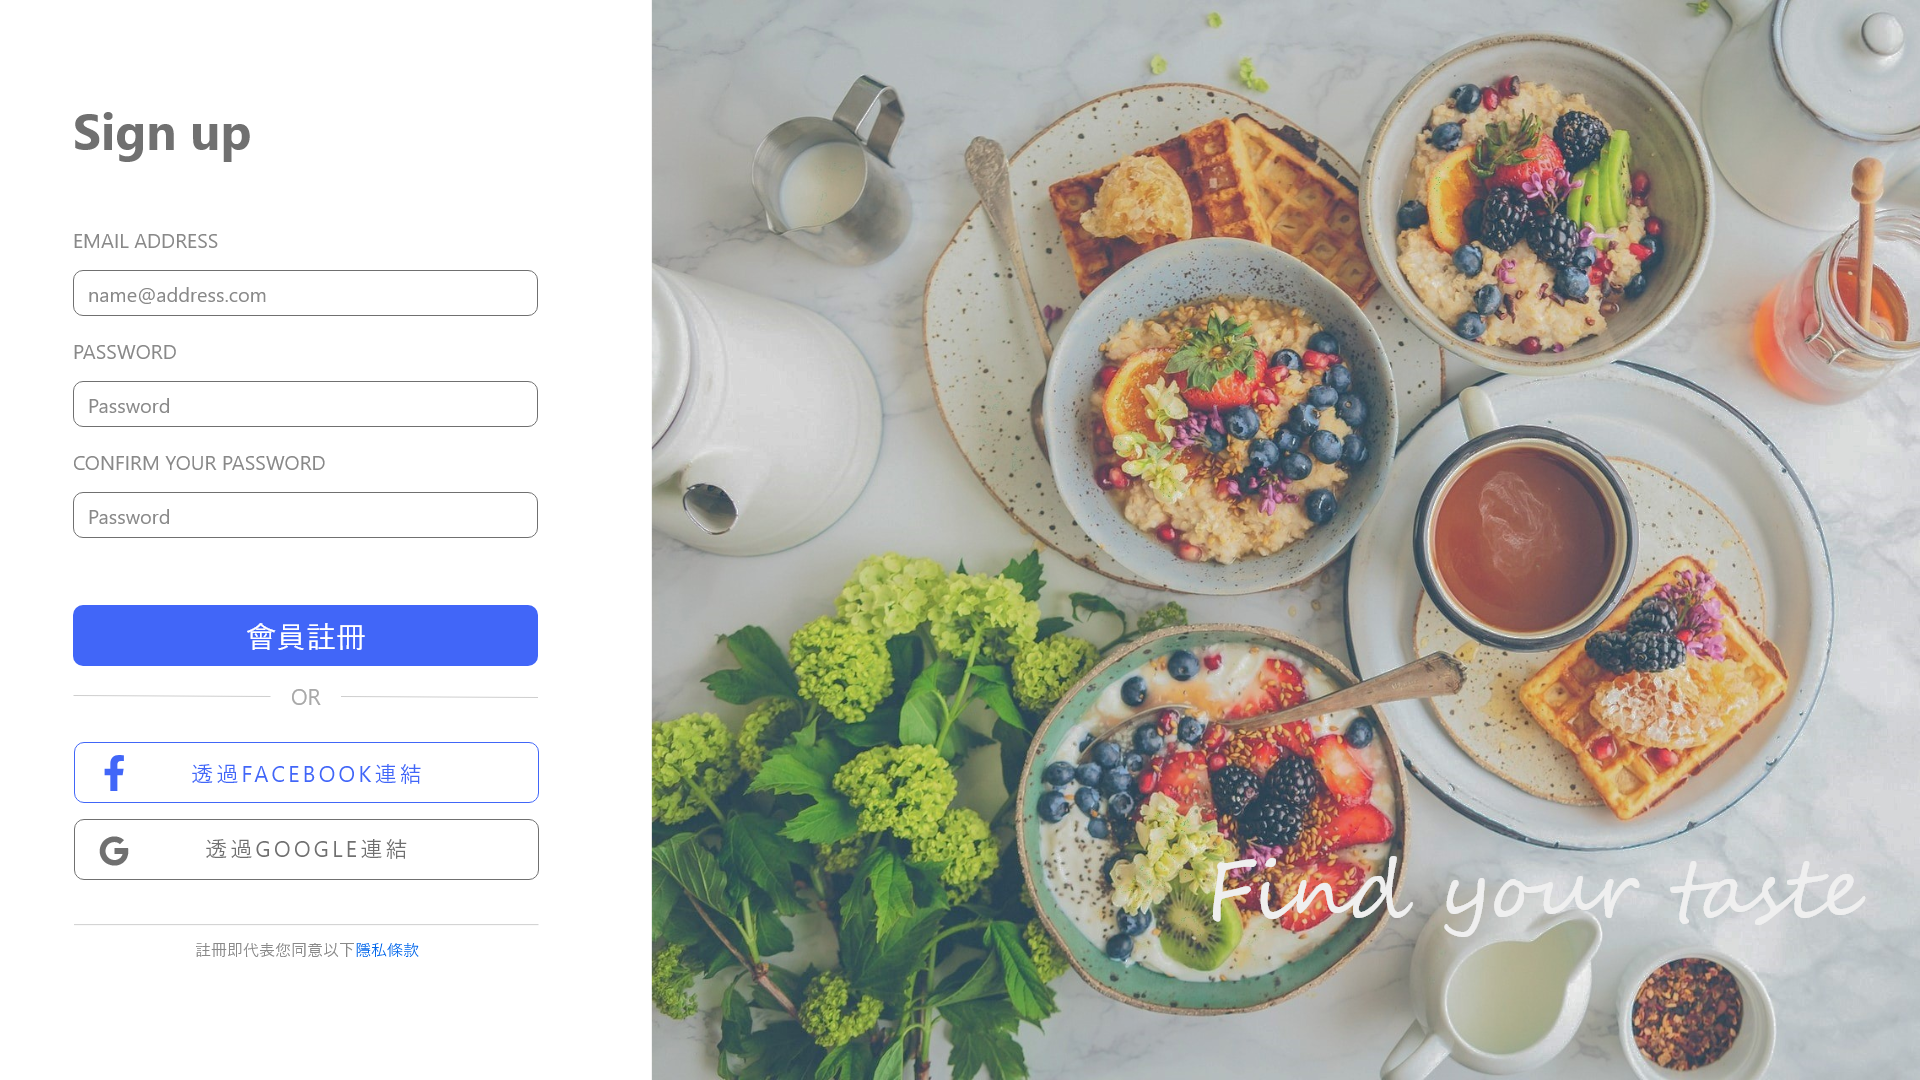 Sign up
EMAIL ADDRESS
name@address.com
PASSWORD
Password
CONFIRM YOUR PASSWORD
Password
會員註冊
OR
透過FACEBOOK連結
透過GOOGLE連結
註冊即代表您同意以下隱私條款
Find your taste